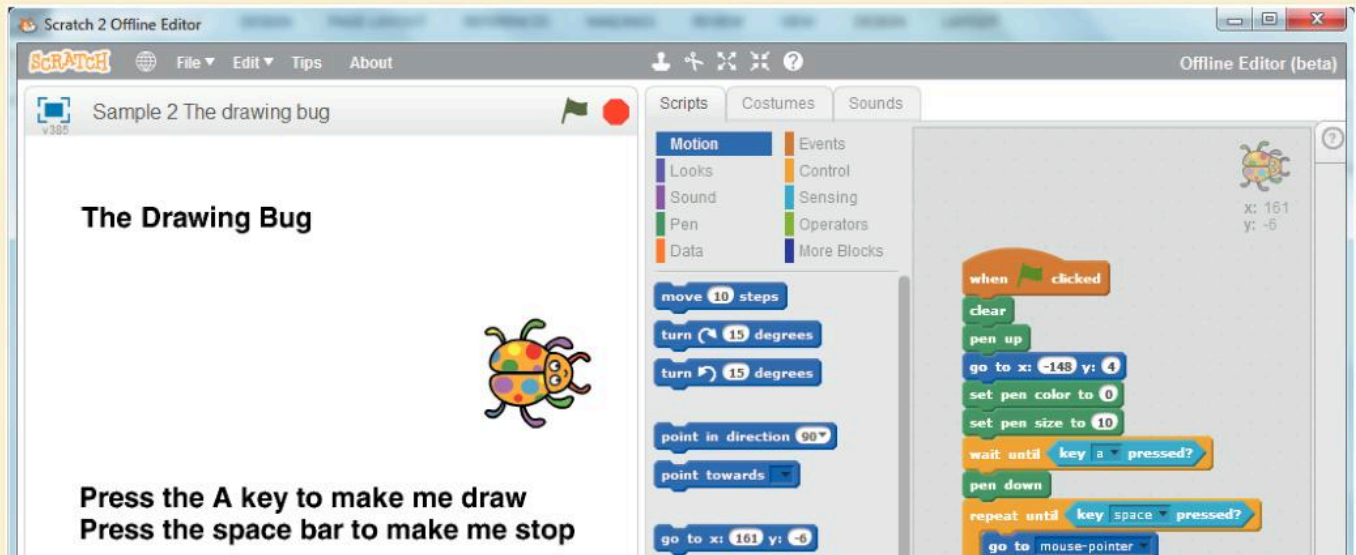 Scratch 2 Offline Editor
SCRATCH File Edit Tips About Offline Editor (beta)
v385 Sample 2 The drawing bug
Scripts Costumes Sounds
Motion Events
Looks Control
Sound Sensing
Pen Operators
Data More Blocks
The Drawing Bug
Press the A key to make me draw
Press the space bar to make me stop
move 10 steps
turn 15 degrees
turn 15 degrees
point in direction 90
point towards
go to x: 161 y: -6
x: 161
y: -6
when clicked
clear
pen up
go to x: -148 y: 4
set pen color to 0
set pen size to 10
wait until key a pressed?
pen down
repeat until key space pressed?
go to mouse-pointer